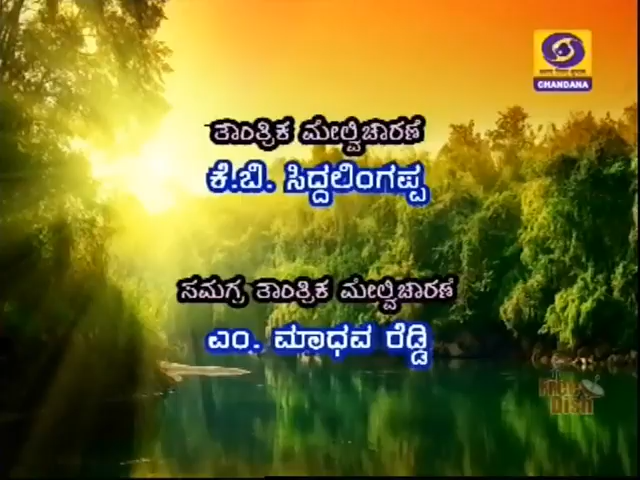 CHANDANA
ತಾಂತ್ರಿಕ ಮೇಲ್ವಿಚಾರಣೆ
ಕೆ.ಬಿ. ಸಿದ್ದಲಿಂಗಪ್ಪ
ಸಮಗ್ರ ತಾಂತ್ರಿಕ ಮೇಲ್ವಿಚಾರಣೆ
ಎಂ. ಮಾಧವ ರೆಡ್ಡಿ
Free
Dish